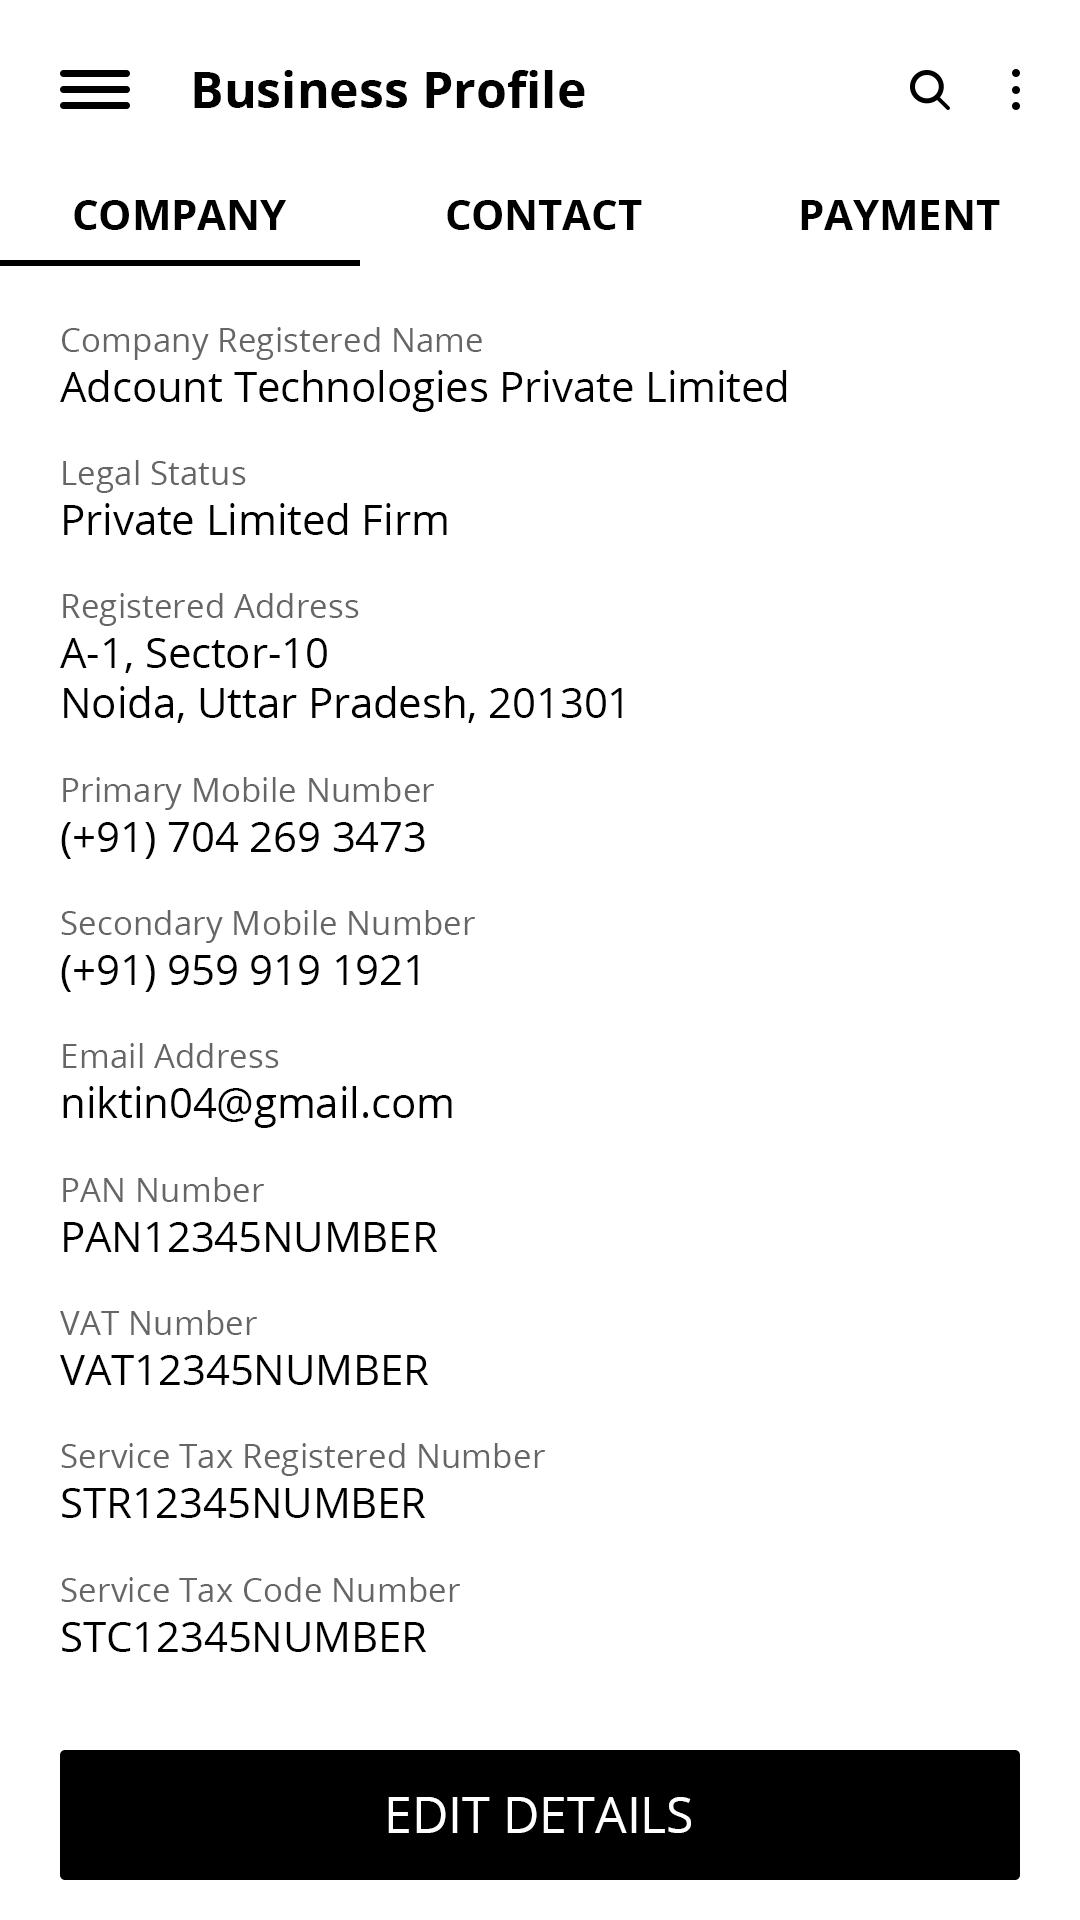 Business Profile
COMPANY CONTACT PAYMENT
Company Registered Name
Adcount Technologies Private Limited
Legal Status
Private Limited Firm
Registered Address
A-1, Sector-10
Noida, Uttar Pradesh, 201301
Primary Mobile Number
(+91) 704 269 3473
Secondary Mobile Number
(+91) 959 919 1921
Email Address
niktin04@gmail.com
PAN Number
PAN12345NUMBER
VAT Number
VAT12345NUMBER
Service Tax Registered Number
STR12345NUMBER
Service Tax Code Number
STC12345NUMBER
EDIT DETAILS